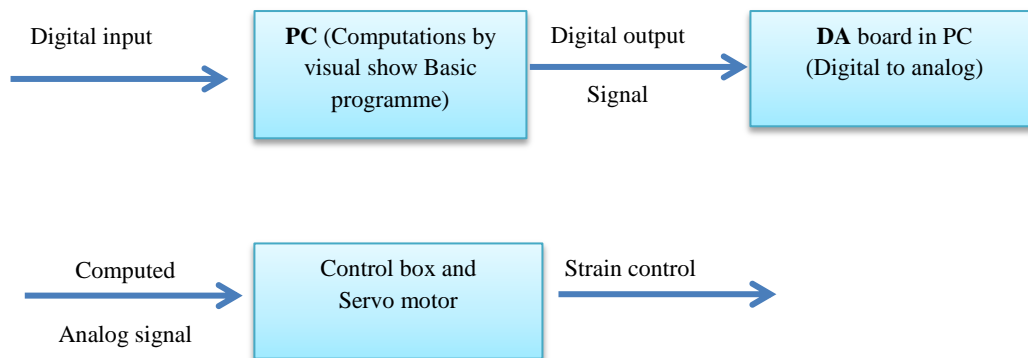 Digital input
PC (Computations by
visual show Basic
programme)
Digital output
Signal
DA board in PC
(Digital to analog)
Computed
Analog signal
Control box and
Servo motor
Strain control